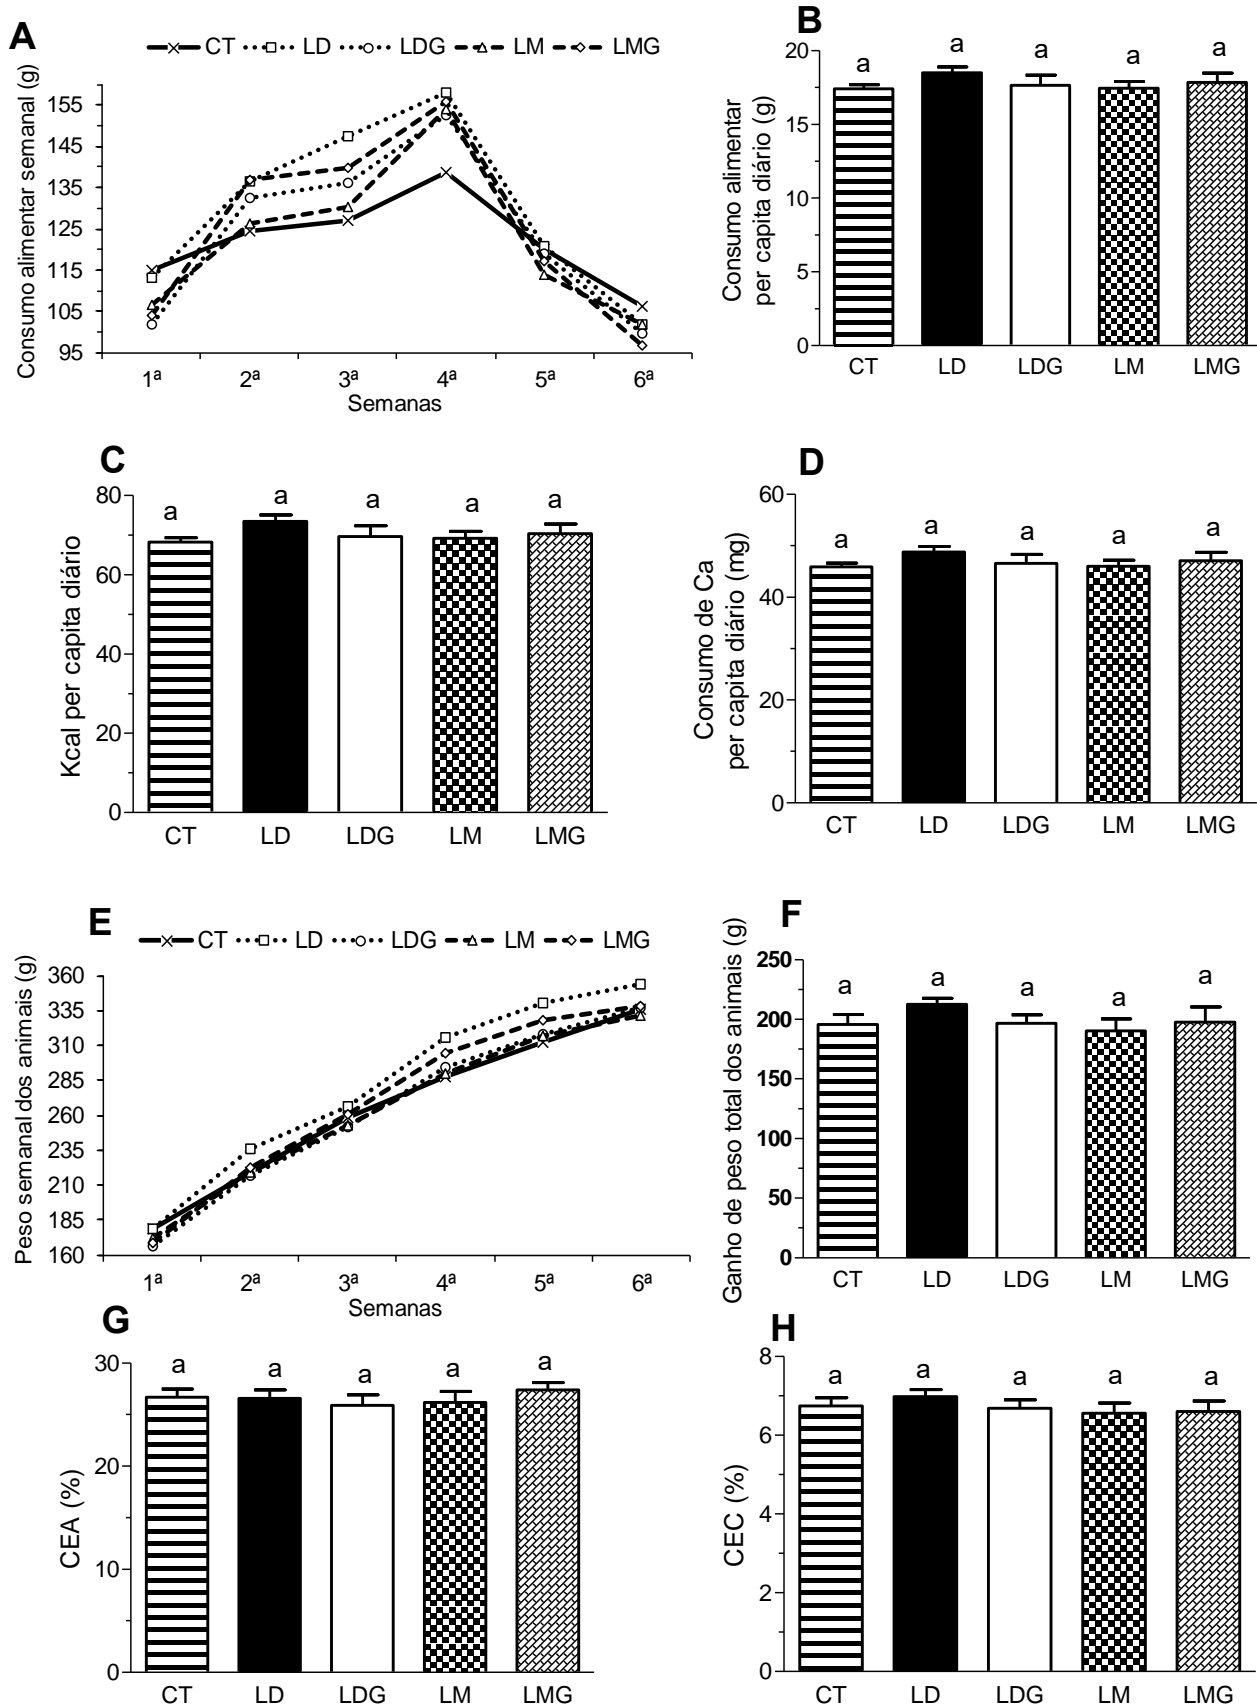 A
CT LD LDG LM LMG
Consumo alimentar semanal (g)
155
145
135
125
115
105
95
1ª 2ª 3ª 4ª 5ª 6ª
Semanas
B
Consumo alimentar
per capita diário (g)
20
15
10
5
0
a a a a a
CT LD LDG LM LMG
C
Kcal per capita diário
80
60
40
20
0
a a a a a
CT LD LDG LM LMG
D
Consumo de Ca
per capita diário (mg)
60
40
20
0
a a a a a
CT LD LDG LM LMG
E
CT LD LDG LM LMG
Peso semanal dos animais (g)
360
335
310
285
260
235
210
185
160
1ª 2ª 3ª 4ª 5ª 6ª
Semanas
F
Ganho de peso total dos animais (g)
250
200
150
100
50
0
a a a a a
CT LD LDG LM LMG
G
CEA (%)
30
20
10
0
a a a a a
CT LD LDG LM LMG
H
CEC (%)
8
6
4
2
0
a a a a a
CT LD LDG LM LMG